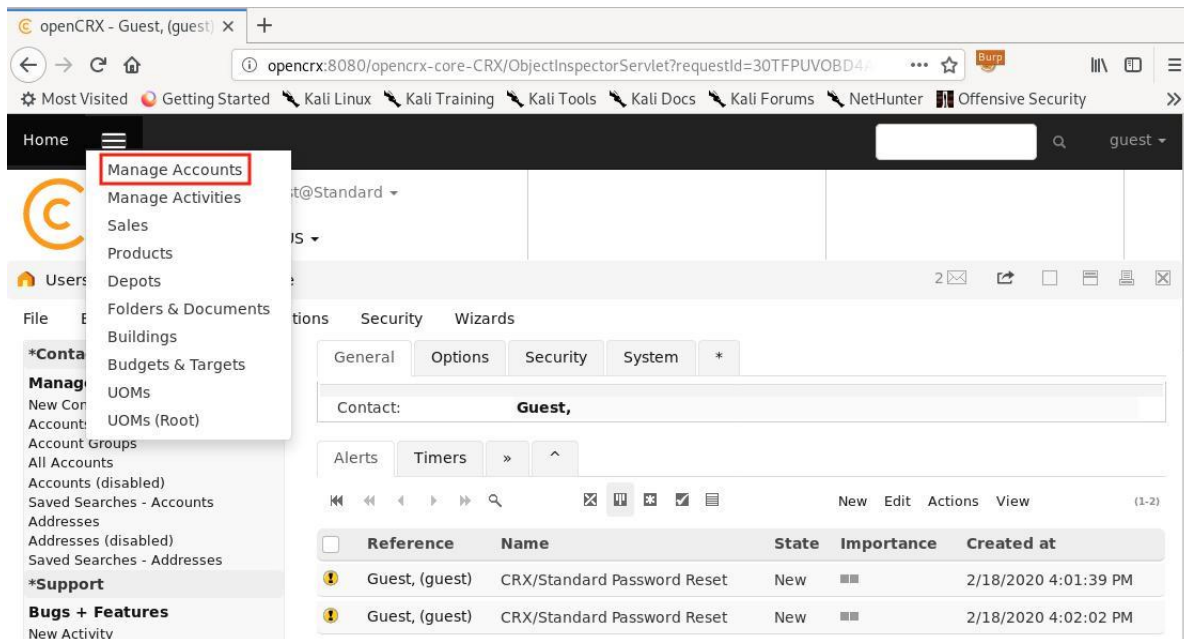 openCRX - Guest, (guest)
opencrx:8080/opencrx-core-CRX/ObjectInspectorServlet?requestId=30TFPUVOBD4
Burp
Most Visited Getting Started Kali Linux Kali Training Kali Tools Kali Docs Kali Forums NetHunter Offensive Security
Home
guest
Manage Accounts
Manage Activities
Sales
Products
Depots
Folders & Documents
Buildings
Budgets & Targets
UOMs
UOMs (Root)
st@Standard
US
Users
2
File
tions Security Wizards
*Conta
Manag
New Con
Accounts
Account Groups
All Accounts
Accounts (disabled)
Saved Searches - Accounts
Addresses
Addresses (disabled)
Saved Searches - Addresses
*Support
Bugs + Features
New Activity
General Options Security System *
Contact: Guest,
Alerts Timers » ^
New Edit Actions View (1-2)
Reference Name State Importance Created at
Guest, (guest) CRX/Standard Password Reset New 2/18/2020 4:01:39 PM
Guest, (guest) CRX/Standard Password Reset New 2/18/2020 4:02:02 PM